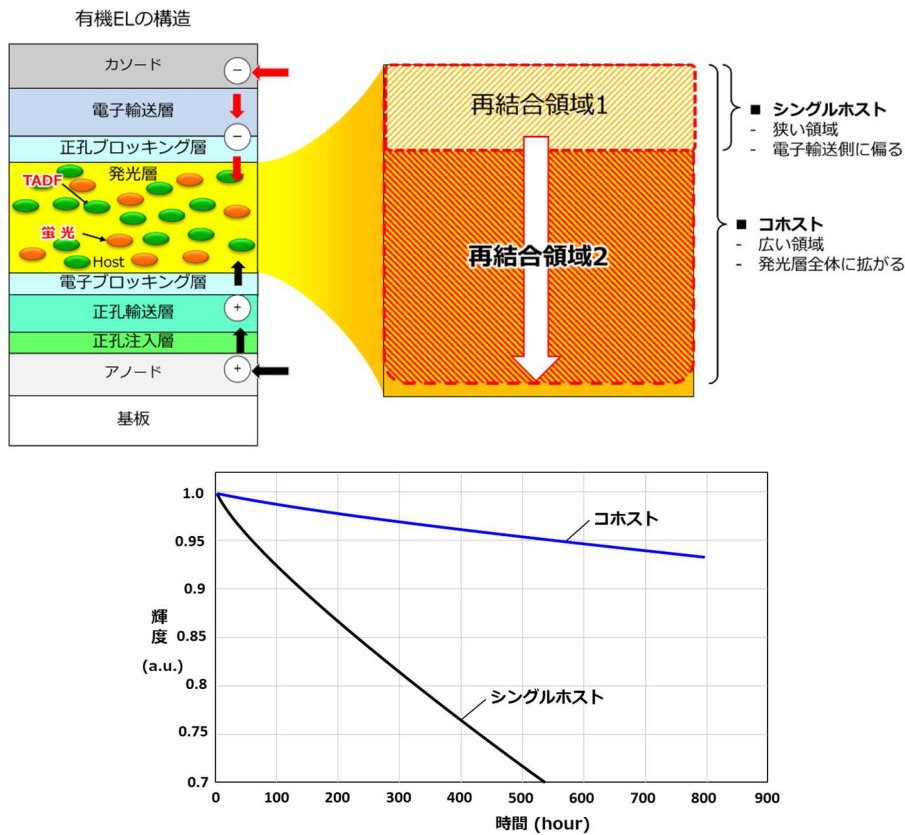 有機ELの構造
カソード
電子輸送層
正孔ブロッキング層
発光層
TADF
蛍光
Host
電子ブロッキング層
正孔輸送層
正孔注入層
アノード
基板
−
−
+
+
再結合領域1
再結合領域2
■ シングルホスト
- 狭い領域
- 電子輸送側に偏る
■ コホスト
- 広い領域
- 発光層全体に拡がる
輝度
(a.u.)
1.0
0.95
0.9
0.85
0.8
0.75
0.7
コホスト
シングルホスト
0 100 200 300 400 500 600 700 800 900
時間 (hour)